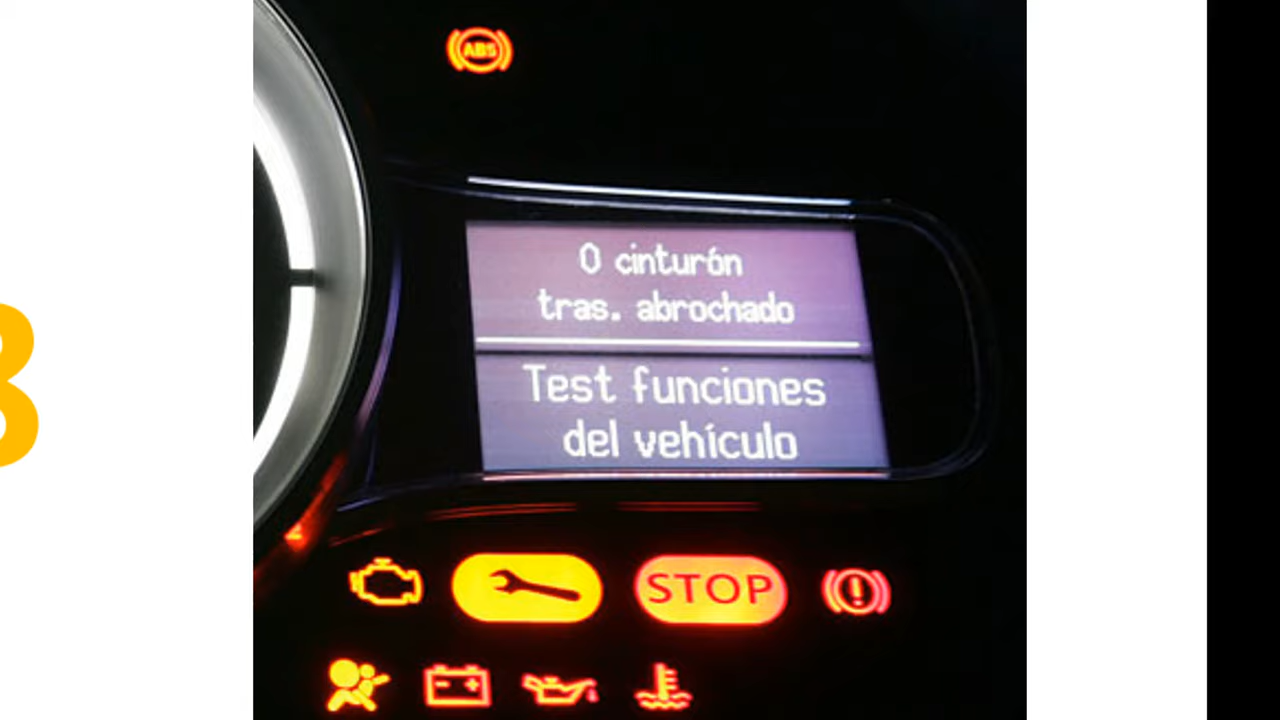 ABS
0 cinturón
tras. abrochado
Test funciones
del vehículo
STOP